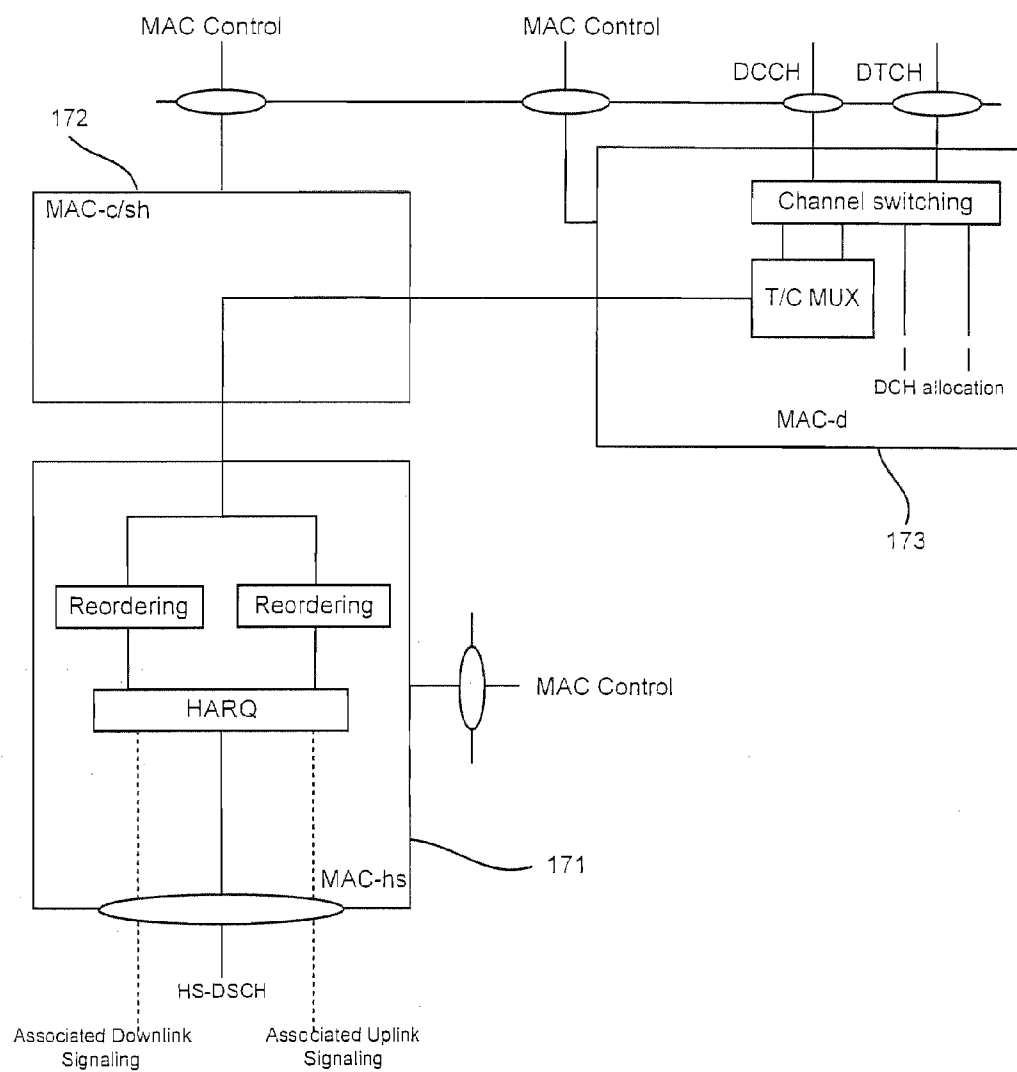 MAC Control
MAC Control
DCCH
DTCH
172
MAC-c/sh
Channel switching
T/C MUX
DCH allocation
MAC-d
173
Reordering
Reordering
MAC Control
HARQ
171
MAC-hs
HS-DSCH
Associated Downlink
Signaling
Associated Uplink
Signaling